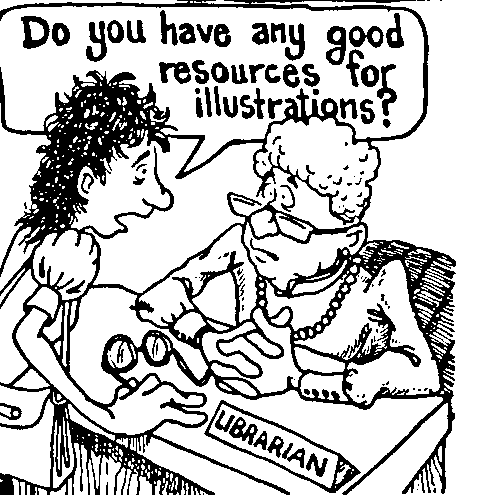 Do you have any good
resources for
illustrations?
LIBRARIAN